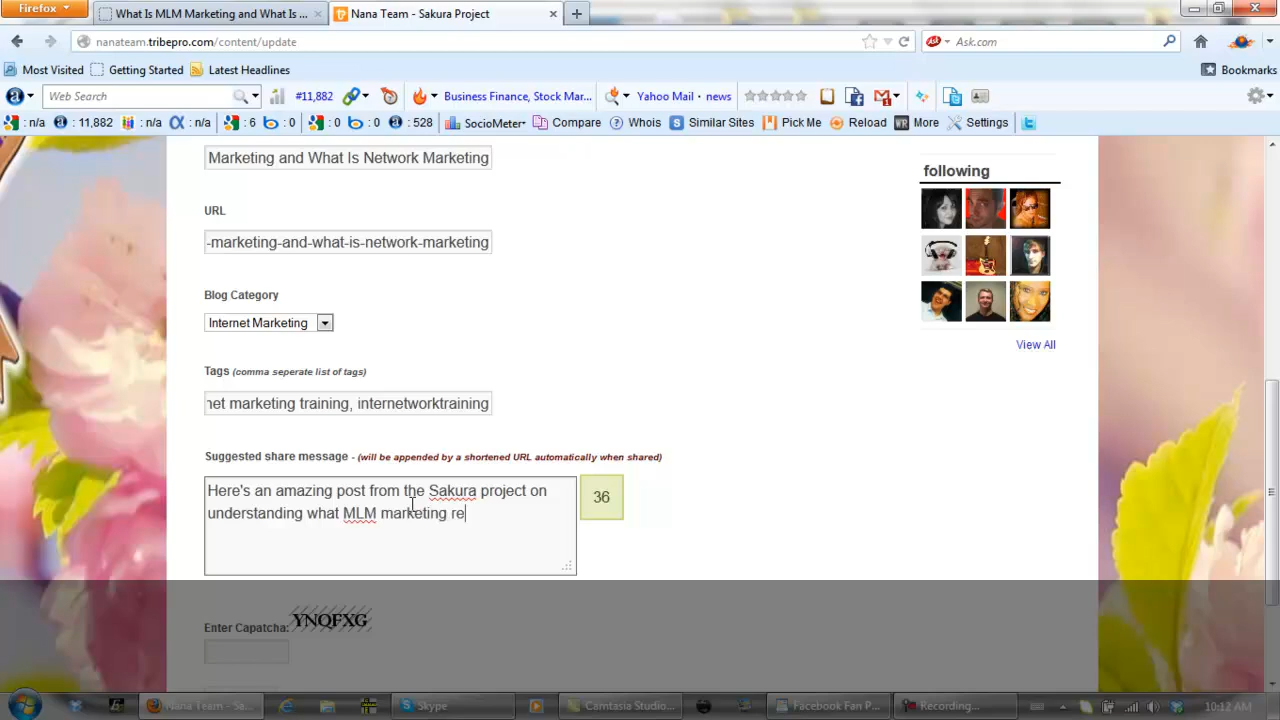 Firefox
What Is MLM Marketing and What Is ...
Nana Team - Sakura Project
nanateam.tribepro.com/content/update
Ask.com
Most Visited
Getting Started
Latest Headlines
Bookmarks
Web Search
#11,882
Business Finance, Stock Mar...
Yahoo Mail - news
: n/a : 11,882 : n/a : n/a : 6 : 0 : 0 : 0 : 528 SocioMeter Compare Whois Similar Sites Pick Me Reload More Settings
Marketing and What Is Network Marketing
following
URL
-marketing-and-what-is-network-marketing
Blog Category
Internet Marketing
View All
Tags (comma seperate list of tags)
net marketing training, internetworktraining
Suggested share message - (will be appended by a shortened URL automatically when shared)
Here's an amazing post from the Sakura project on
understanding what MLM marketing re
36
Enter Capatcha: YNQFXG
Nana Team - Sak...
Skype
Camtasia Studio...
Facebook Fan P...
Recording...
10:12 AM